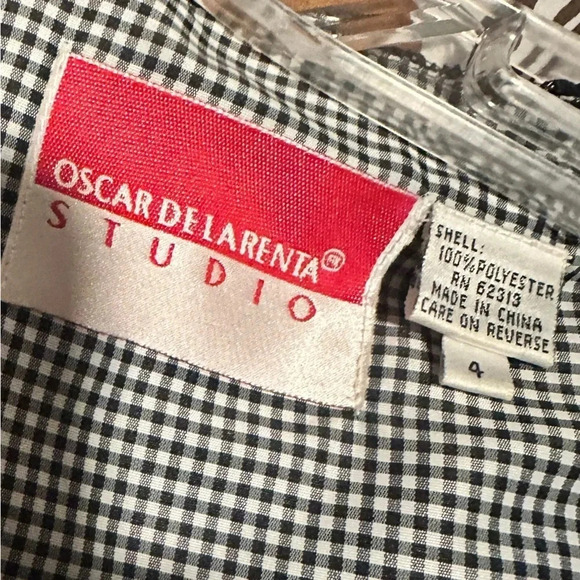 OSCAR DE LA RENTA®
STUDIO
SHELL:
100%POLYESTER
RN 62313
MADE IN CHINA
CARE ON REVERSE
4